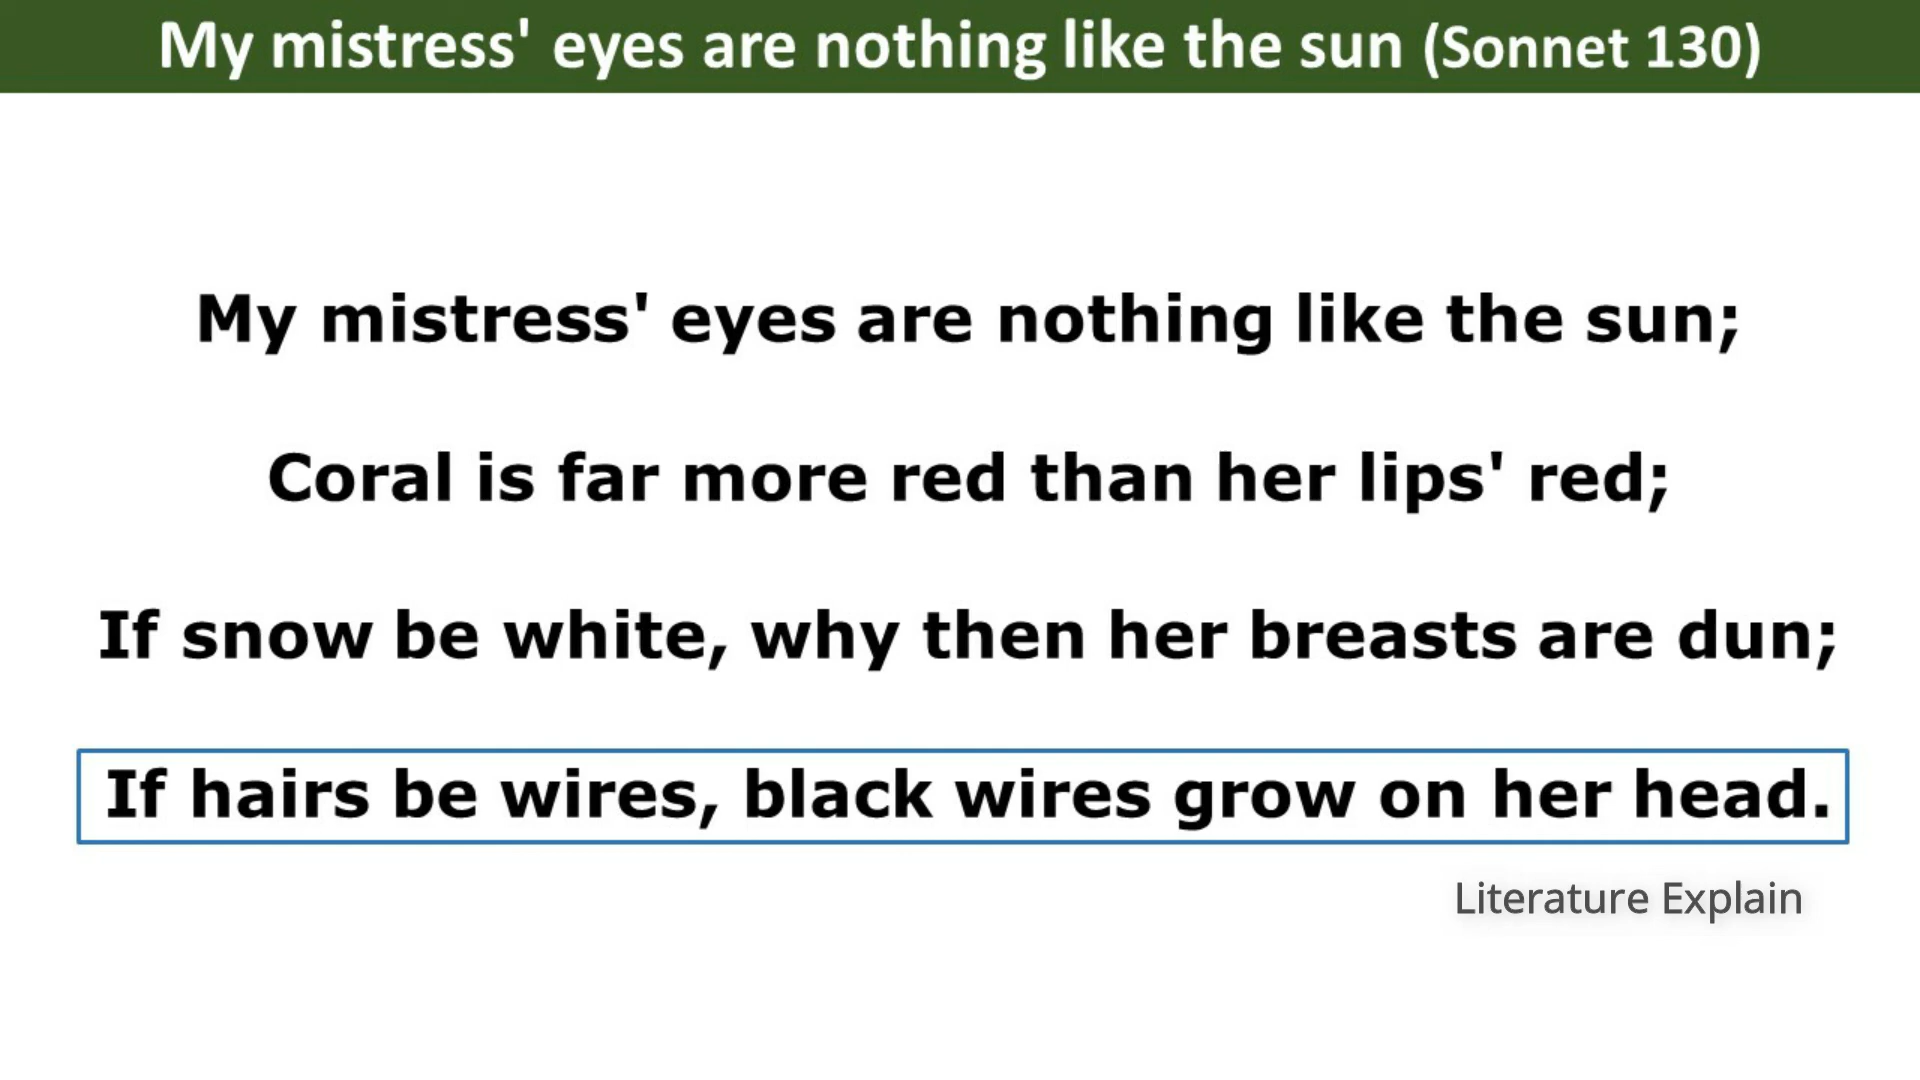 My mistress' eyes are nothing like the sun (Sonnet 130)
My mistress' eyes are nothing like the sun;
Coral is far more red than her lips' red;
If snow be white, why then her breasts are dun;
If hairs be wires, black wires grow on her head.
Literature Explain